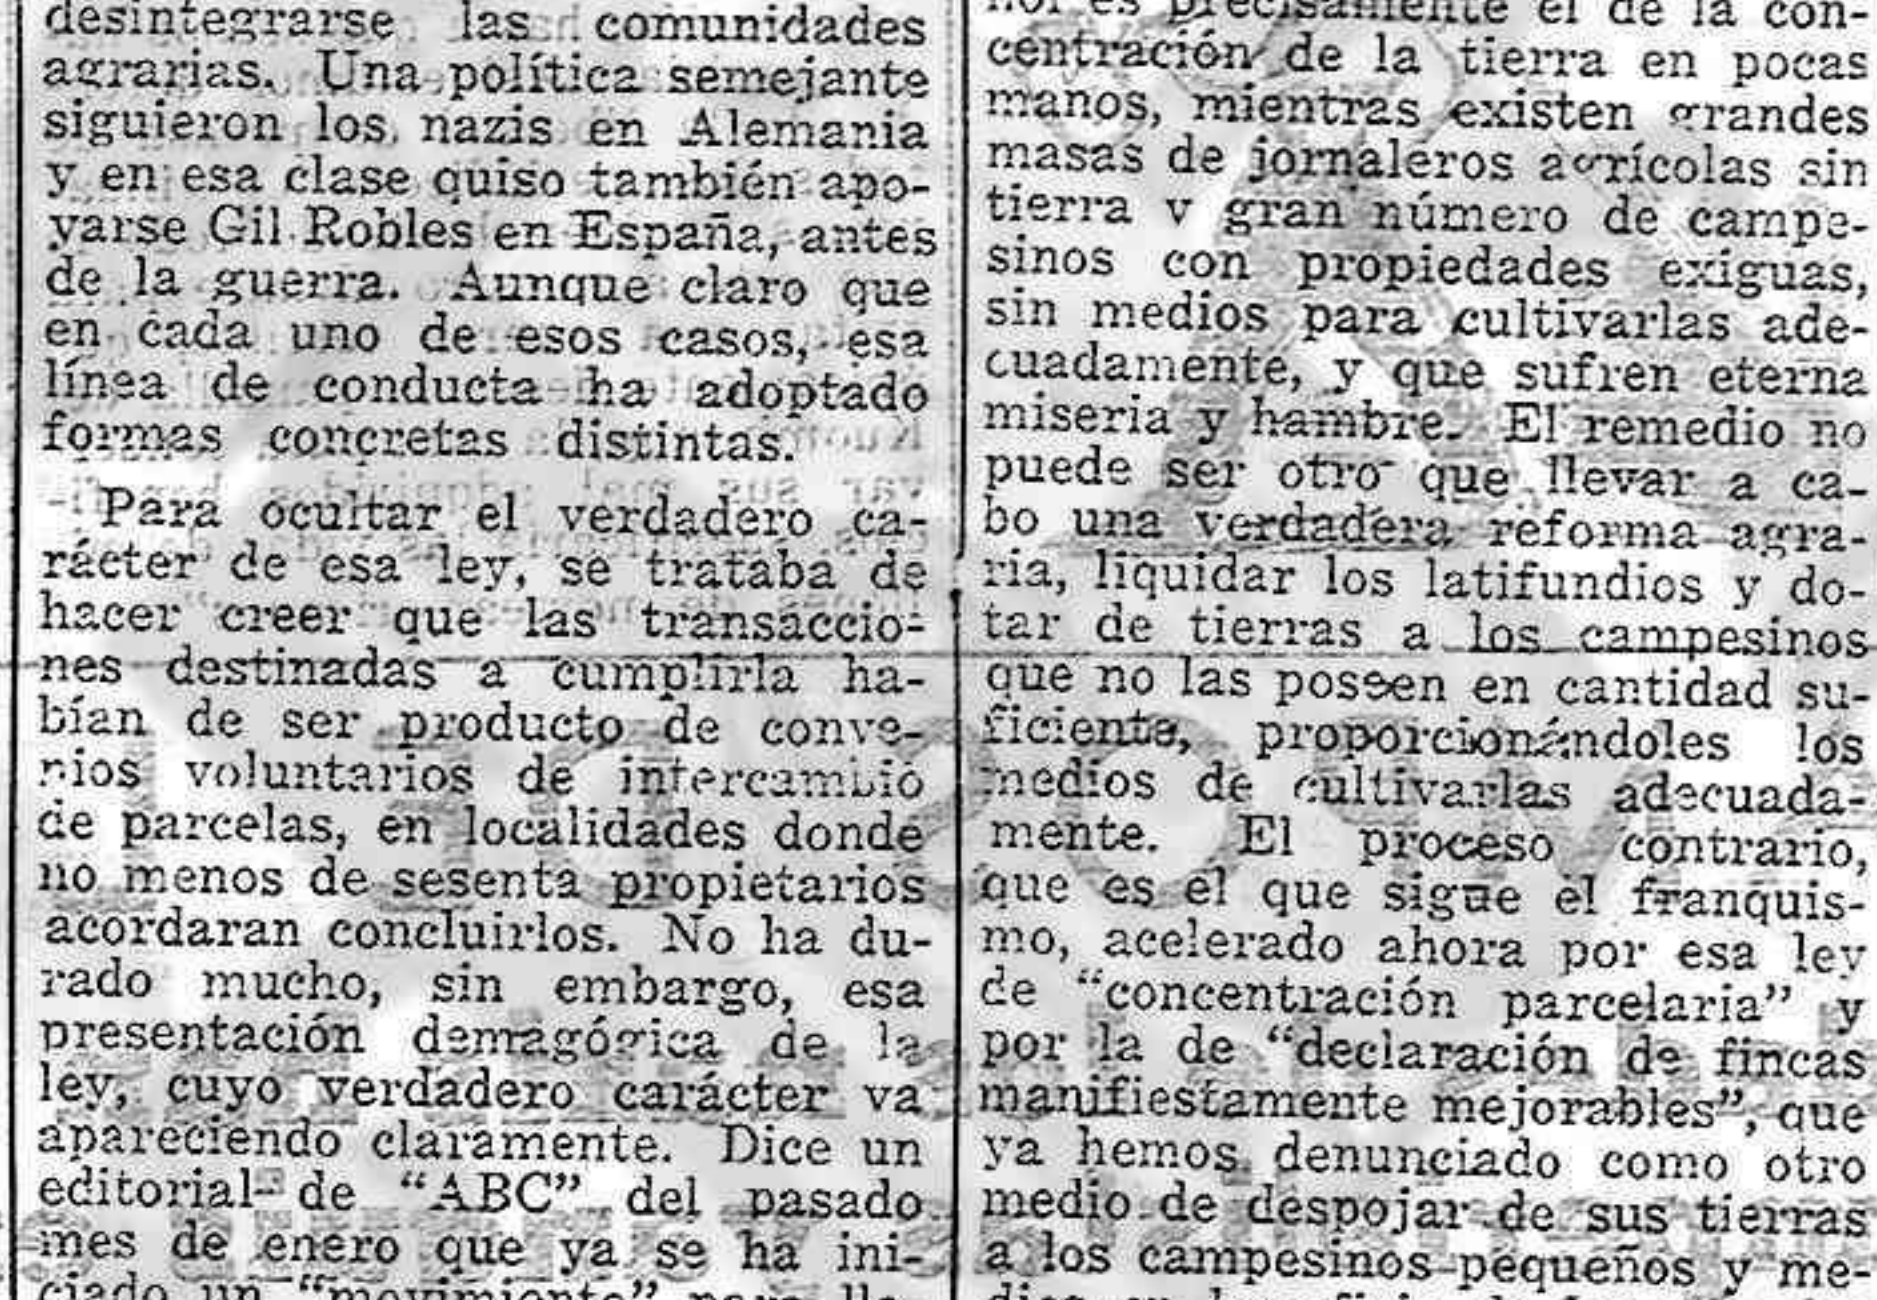 desintegrarse las comunidades
agrarias. Una política semejante
siguieron los nazis en Alemania
y en esa clase quiso también apo-
yarse Gil Robles en España, antes
de la guerra. Aunque claro que
en cada uno de esos casos, esa
línea de conducta ha adoptado
formas concretas distintas.
Para ocultar el verdadero ca-
rácter de esa ley, se trataba de
hacer creer que las transaccio-
nes destinadas a cumplirla ha-
bían de ser producto de conve-
nios voluntarios de intercambio
de parcelas, en localidades donde
no menos de sesenta propietarios
acordaran concluirlos. No ha du-
rado mucho, sin embargo, esa
presentación demagógica de la
ley, cuyo verdadero carácter va
apareciendo claramente. Dice un
editorial de "ABC" del pasado
mes de enero que ya se ha ini-
ciado un "movimiento" para lle-
es precisamente el de la con-
centración de la tierra en pocas
manos, mientras existen grandes
masas de jornaleros agrícolas sin
tierra y gran número de campe-
sinos con propiedades exiguas,
sin medios para cultivarlas ade-
cuadamente, y que sufren eterna
miseria y hambre. El remedio no
puede ser otro que llevar a ca-
bo una verdadera reforma agra-
ria, liquidar los latifundios y do-
tar de tierras a los campesinos
que no las poseen en cantidad su-
ficiente, proporcionándoles los
medios de cultivarlas adecuada-
mente. El proceso contrario,
que es el que sigue el franquis-
mo, acelerado ahora por esa ley
de "concentración parcelaria" y
por la de "declaración de fincas
manifiestamente mejorables", que
ya hemos denunciado como otro
medio de despojar de sus tierras
a los campesinos pequeños y me-